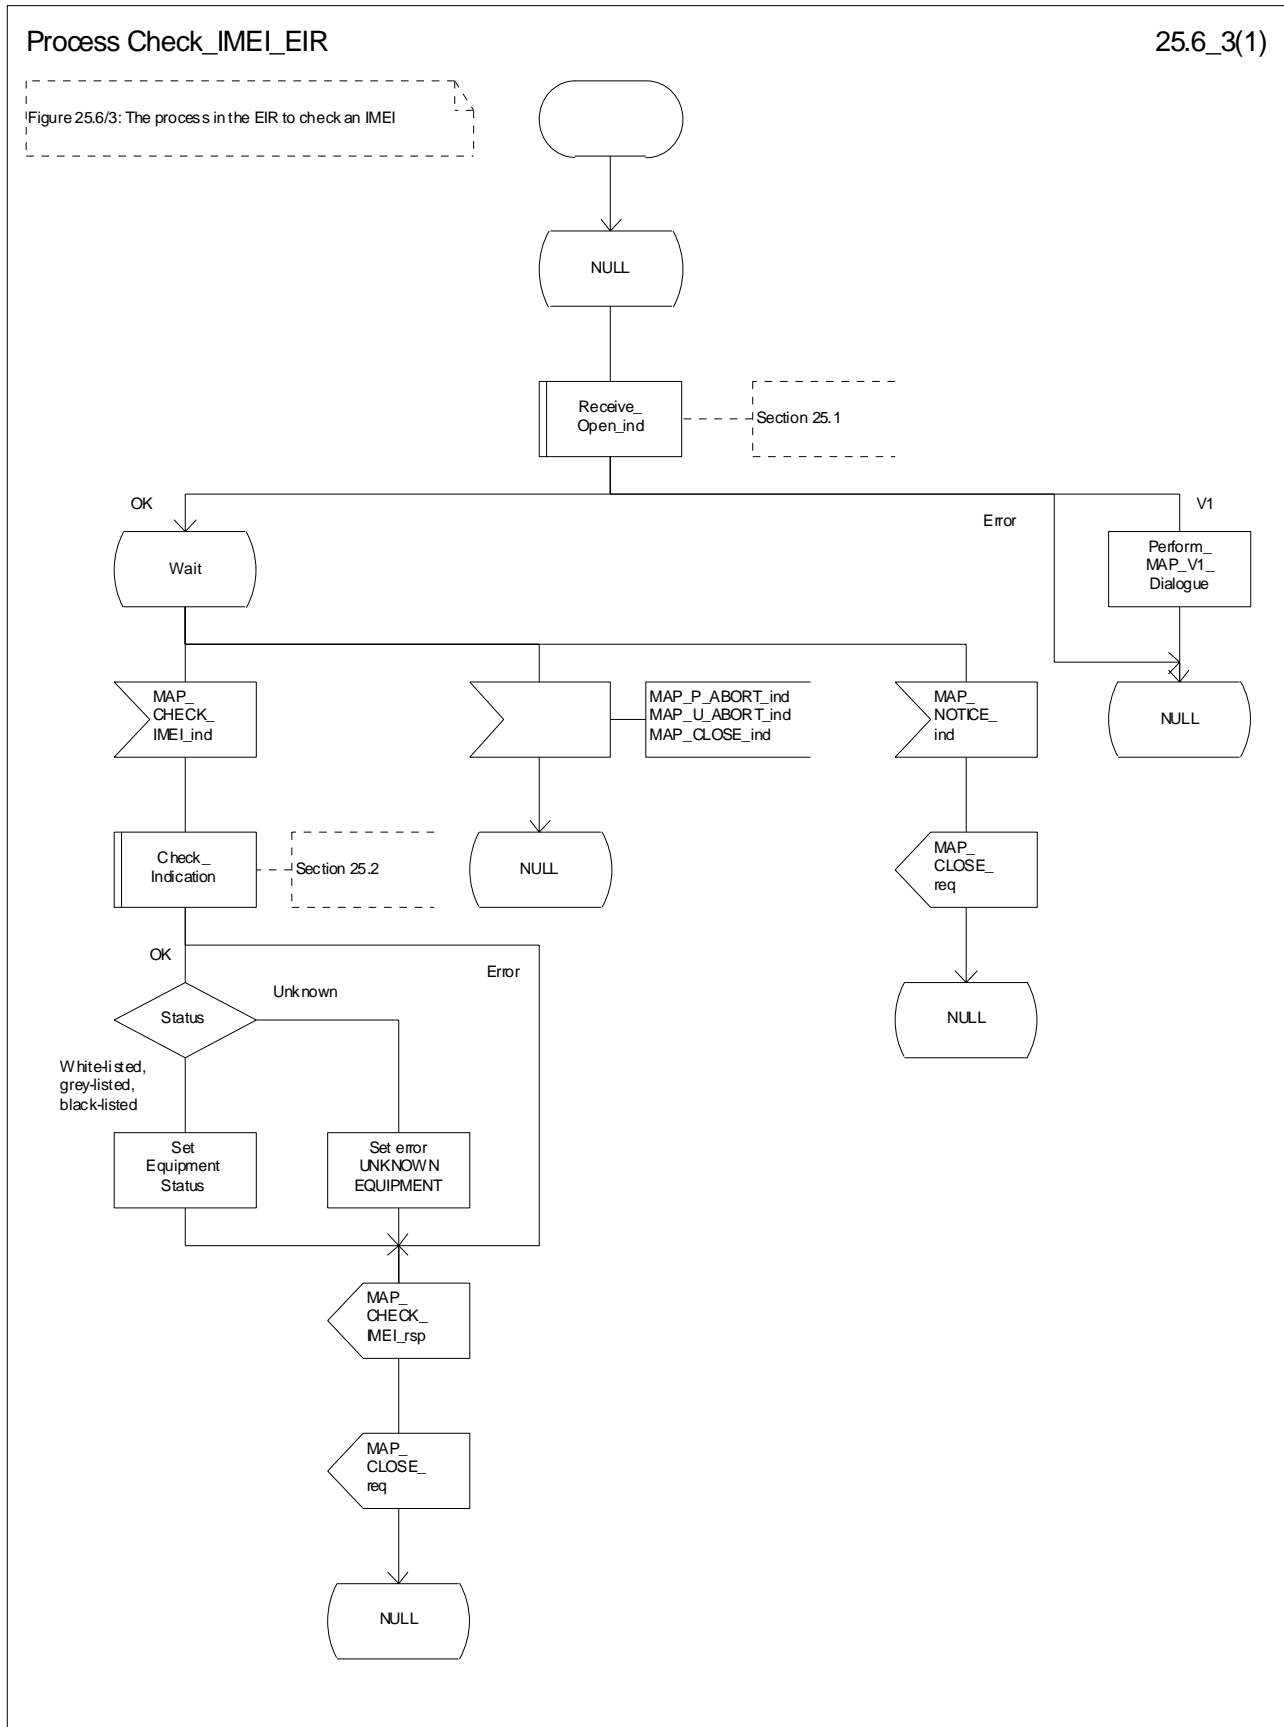 Process Check_IMEI_EIR
25.6_3(1)
Figure 25.6/3: The process in the EIR to check an IMEI
NULL
Receive_
Open_ind
Section 25.1
OK
Error
V1
Wait
Perform_
MAP_V1_
Dialogue
MAP_
CHECK_
IMEI_ind
MAP_P_ABORT_ind
MAP_U_ABORT_ind
MAP_CLOSE_ind
MAP_
NOTICE_
ind
NULL
Check_
Indication
Section 25.2
NULL
MAP_
CLOSE_
req
OK
Error
Unknown
Status
NULL
White-listed,
grey-listed,
black-listed
Set
Equipment
Status
Set error
UNKNOWN
EQUIPMENT
MAP_
CHECK_
IMEI_rsp
MAP_
CLOSE_
req
NULL